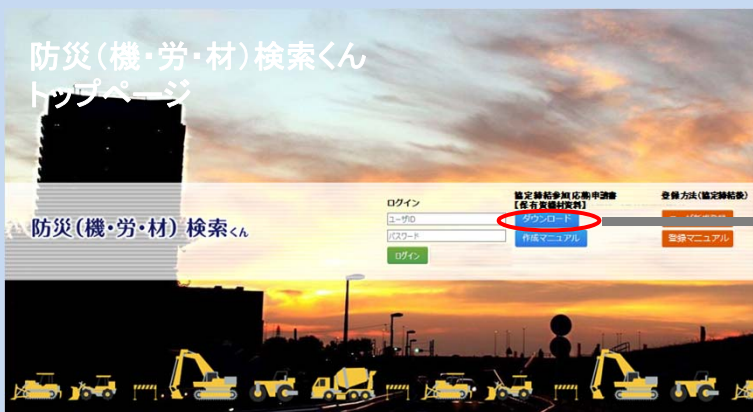 防災(機・労・材)検索くん
トップページ
防災(機・労・材) 検索くん
ログイン
ユーザID
パスワード
ログイン
協定締結参加(応募)申請書
【保有資機材資料】
ダウンロード
作成マニュアル
登録方法(協定締結後)
登録マニュアル